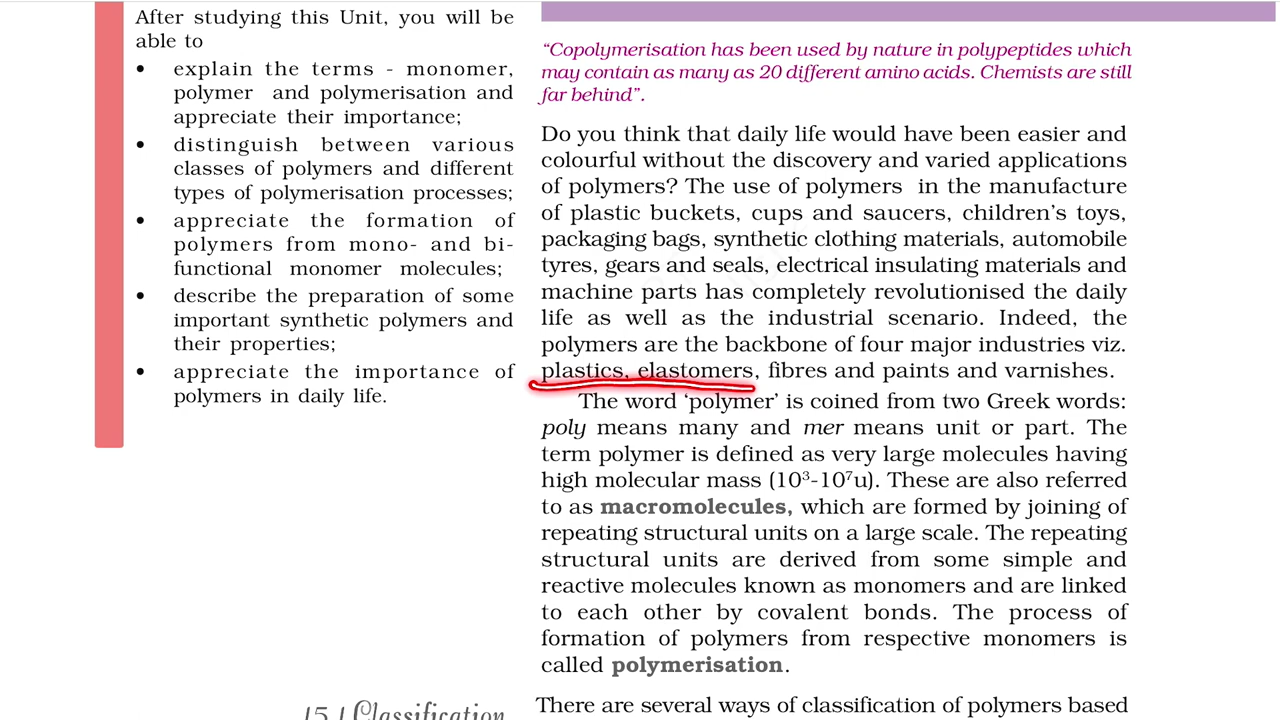 After studying this Unit, you will be
able to
• explain the terms - monomer,
polymer and polymerisation and
appreciate their importance;
• distinguish between various
classes of polymers and different
types of polymerisation processes;
• appreciate the formation of
polymers from mono- and bi-
functional monomer molecules;
• describe the preparation of some
important synthetic polymers and
their properties;
• appreciate the importance of
polymers in daily life.
“Copolymerisation has been used by nature in polypeptides which
may contain as many as 20 different amino acids. Chemists are still
far behind”.
Do you think that daily life would have been easier and
colourful without the discovery and varied applications
of polymers? The use of polymers in the manufacture
of plastic buckets, cups and saucers, children’s toys,
packaging bags, synthetic clothing materials, automobile
tyres, gears and seals, electrical insulating materials and
machine parts has completely revolutionised the daily
life as well as the industrial scenario. Indeed, the
polymers are the backbone of four major industries viz.
plastics, elastomers, fibres and paints and varnishes.
The word ‘polymer’ is coined from two Greek words:
poly means many and mer means unit or part. The
term polymer is defined as very large molecules having
high molecular mass (10³-10⁷u). These are also referred
to as macromolecules, which are formed by joining of
repeating structural units on a large scale. The repeating
structural units are derived from some simple and
reactive molecules known as monomers and are linked
to each other by covalent bonds. The process of
formation of polymers from respective monomers is
called polymerisation.
15.1 Classification
There are several ways of classification of polymers based